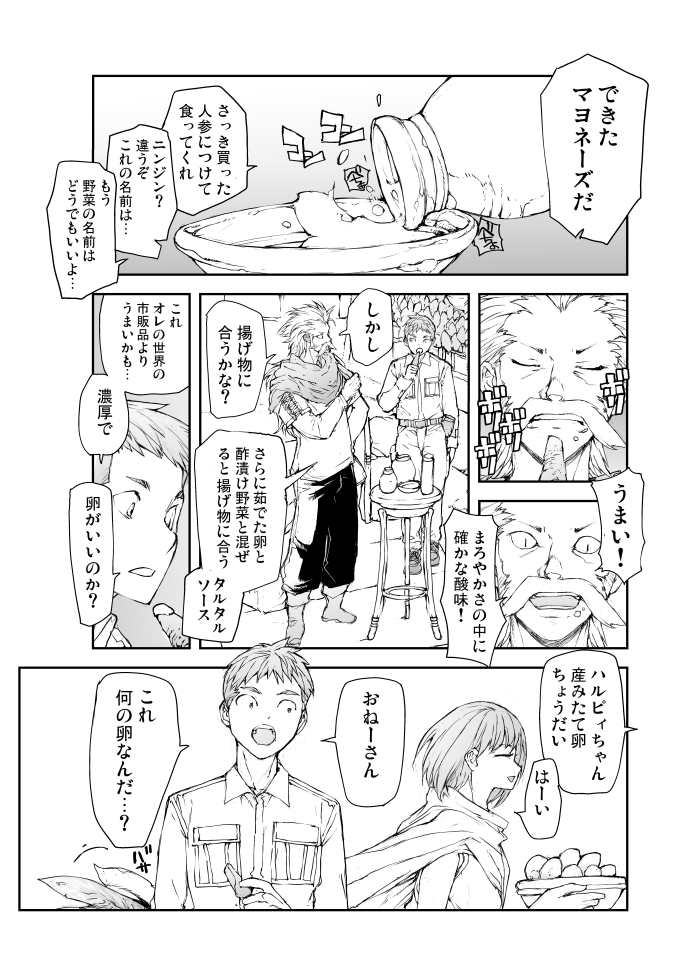 できた
マヨネーズだ
さっき買った
人参につけて
食ってくれ
ニンジン？
違うぞ
これの名前は…
もう
野菜の名前は
どうでもいいよ…
うまい！
まろやかさの中に
確かな酸味！
しかし
揚げ物に
合うかな？
さらに茹でた卵と
酢漬け野菜と混ぜ
ると揚げ物に合う
タルタル
ソース
これ
オレの世界の
市販品より
うまいかも…
濃厚で
卵がいいのか？
ハルピィちゃん
産みたて卵
ちょうだい
はーい
おねーさん
これ
何の卵なんだ…？
バサ